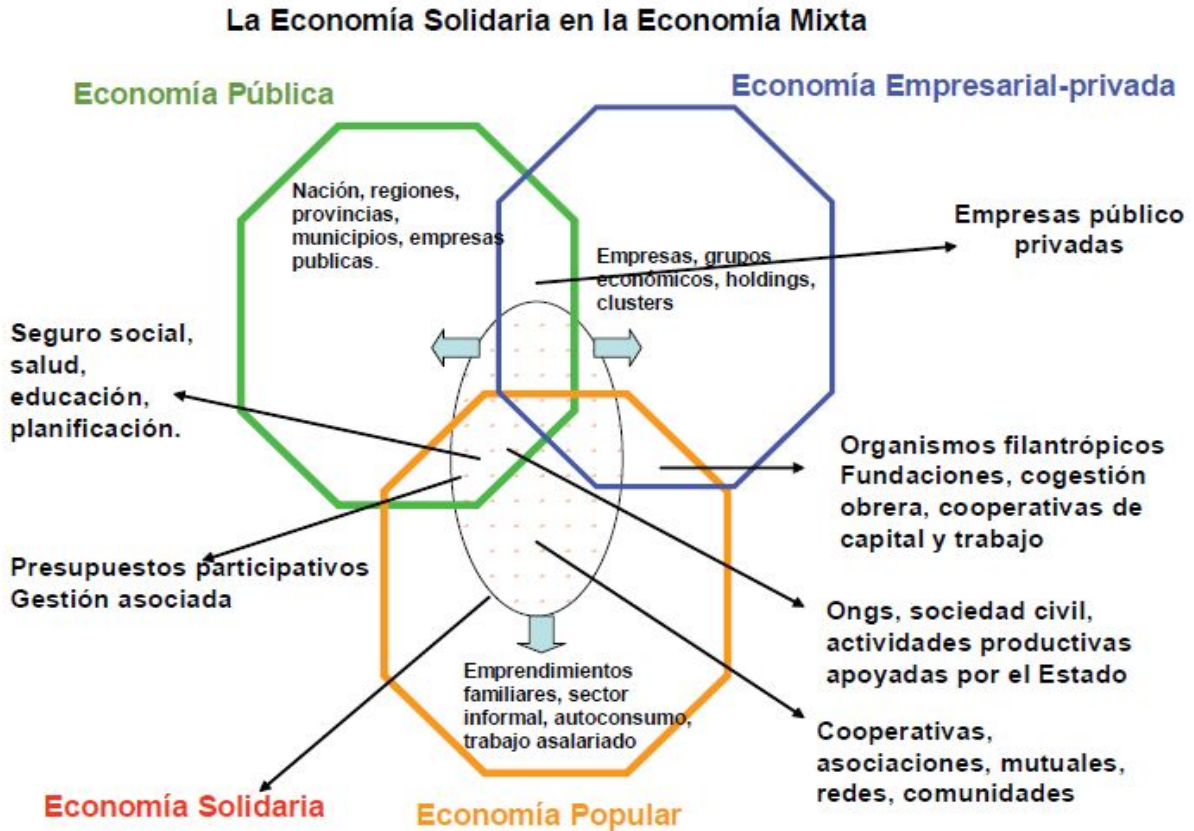 La Economía Solidaria en la Economía Mixta
Economía Pública
Economía Empresarial-privada
Nación, regiones,
provincias,
municipios, empresas
publicas.
Empresas, grupos
económicos, holdings,
clusters
Empresas público
privadas
Seguro social,
salud,
educación,
planificación.
Organismos filantrópicos
Fundaciones, cogestión
obrera, cooperativas de
capital y trabajo
Presupuestos participativos
Gestión asociada
Ongs, sociedad civil,
actividades productivas
apoyadas por el Estado
Emprendimientos
familiares, sector
informal, autoconsumo,
trabajo asalariado
Cooperativas,
asociaciones, mutuales,
redes, comunidades
Economía Solidaria
Economía Popular